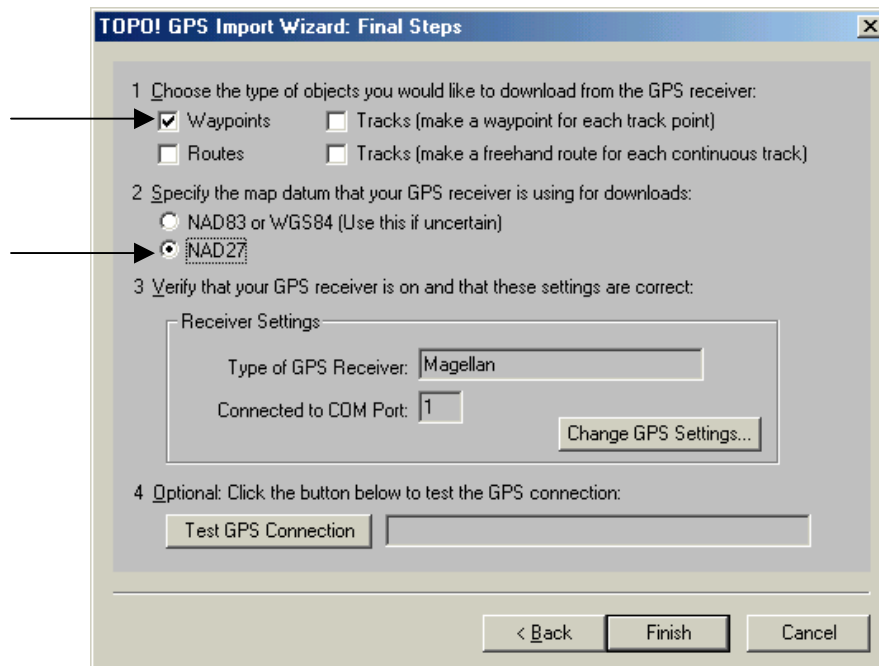 TOPO! GPS Import Wizard: Final Steps
1 Choose the type of objects you would like to download from the GPS receiver:
Waypoints Tracks (make a waypoint for each track point)
Routes Tracks (make a freehand route for each continuous track)
2 Specify the map datum that your GPS receiver is using for downloads:
NAD83 or WGS84 (Use this if uncertain)
NAD27
3 Verify that your GPS receiver is on and that these settings are correct:
Receiver Settings
Type of GPS Receiver: Magellan
Connected to COM Port: 1
Change GPS Settings...
4 Optional: Click the button below to test the GPS connection:
Test GPS Connection
< Back Finish Cancel